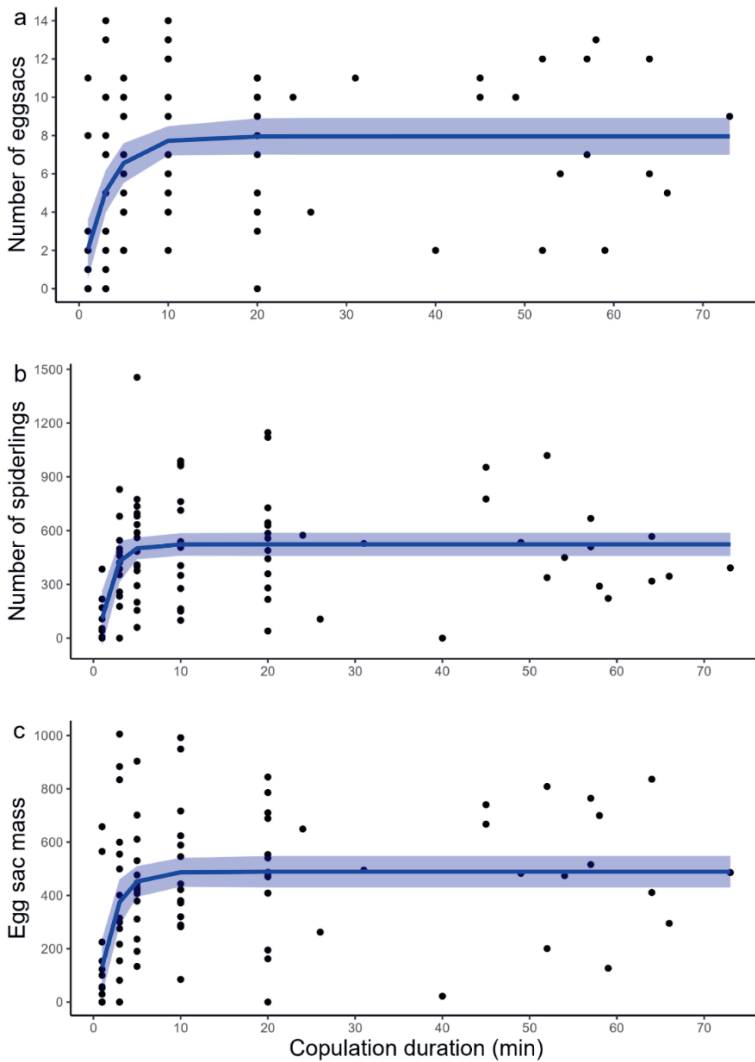 a
Number of eggsacs
14
12
10
8
6
4
2
0
0 10 20 30 40 50 60 70
b
Number of spiderlings
1500
1200
900
600
300
0
0 10 20 30 40 50 60 70
c
Egg sac mass
1000
800
600
400
200
0
0 10 20 30 40 50 60 70
Copulation duration (min)